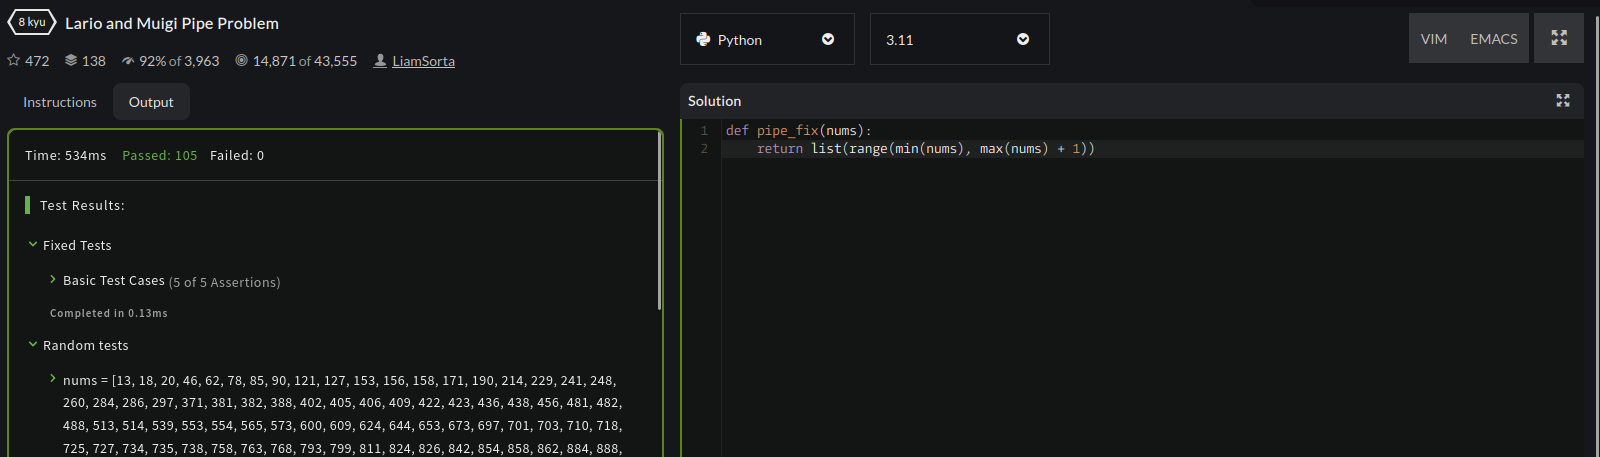 8 kyu Lario and Muigi Pipe Problem
472 138 92% of 3,963 14,871 of 43,555 LiamSorta
Instructions Output
Time: 534ms Passed: 105 Failed: 0
Test Results:
Fixed Tests
Basic Test Cases (5 of 5 Assertions)
Completed in 0.13ms
Random tests
nums = [13, 18, 20, 46, 62, 78, 85, 90, 121, 127, 153, 156, 158, 171, 190, 214, 229, 241, 248,
260, 284, 286, 297, 371, 381, 382, 388, 402, 405, 406, 409, 422, 423, 436, 438, 456, 481, 482,
488, 513, 514, 539, 553, 554, 565, 573, 600, 609, 624, 644, 653, 673, 697, 701, 703, 710, 718,
725, 727, 734, 735, 738, 758, 763, 768, 793, 799, 811, 824, 826, 842, 854, 858, 862, 884, 888,
Python 3.11 VIM EMACS
Solution
1 def pipe_fix(nums):
2     return list(range(min(nums), max(nums) + 1))